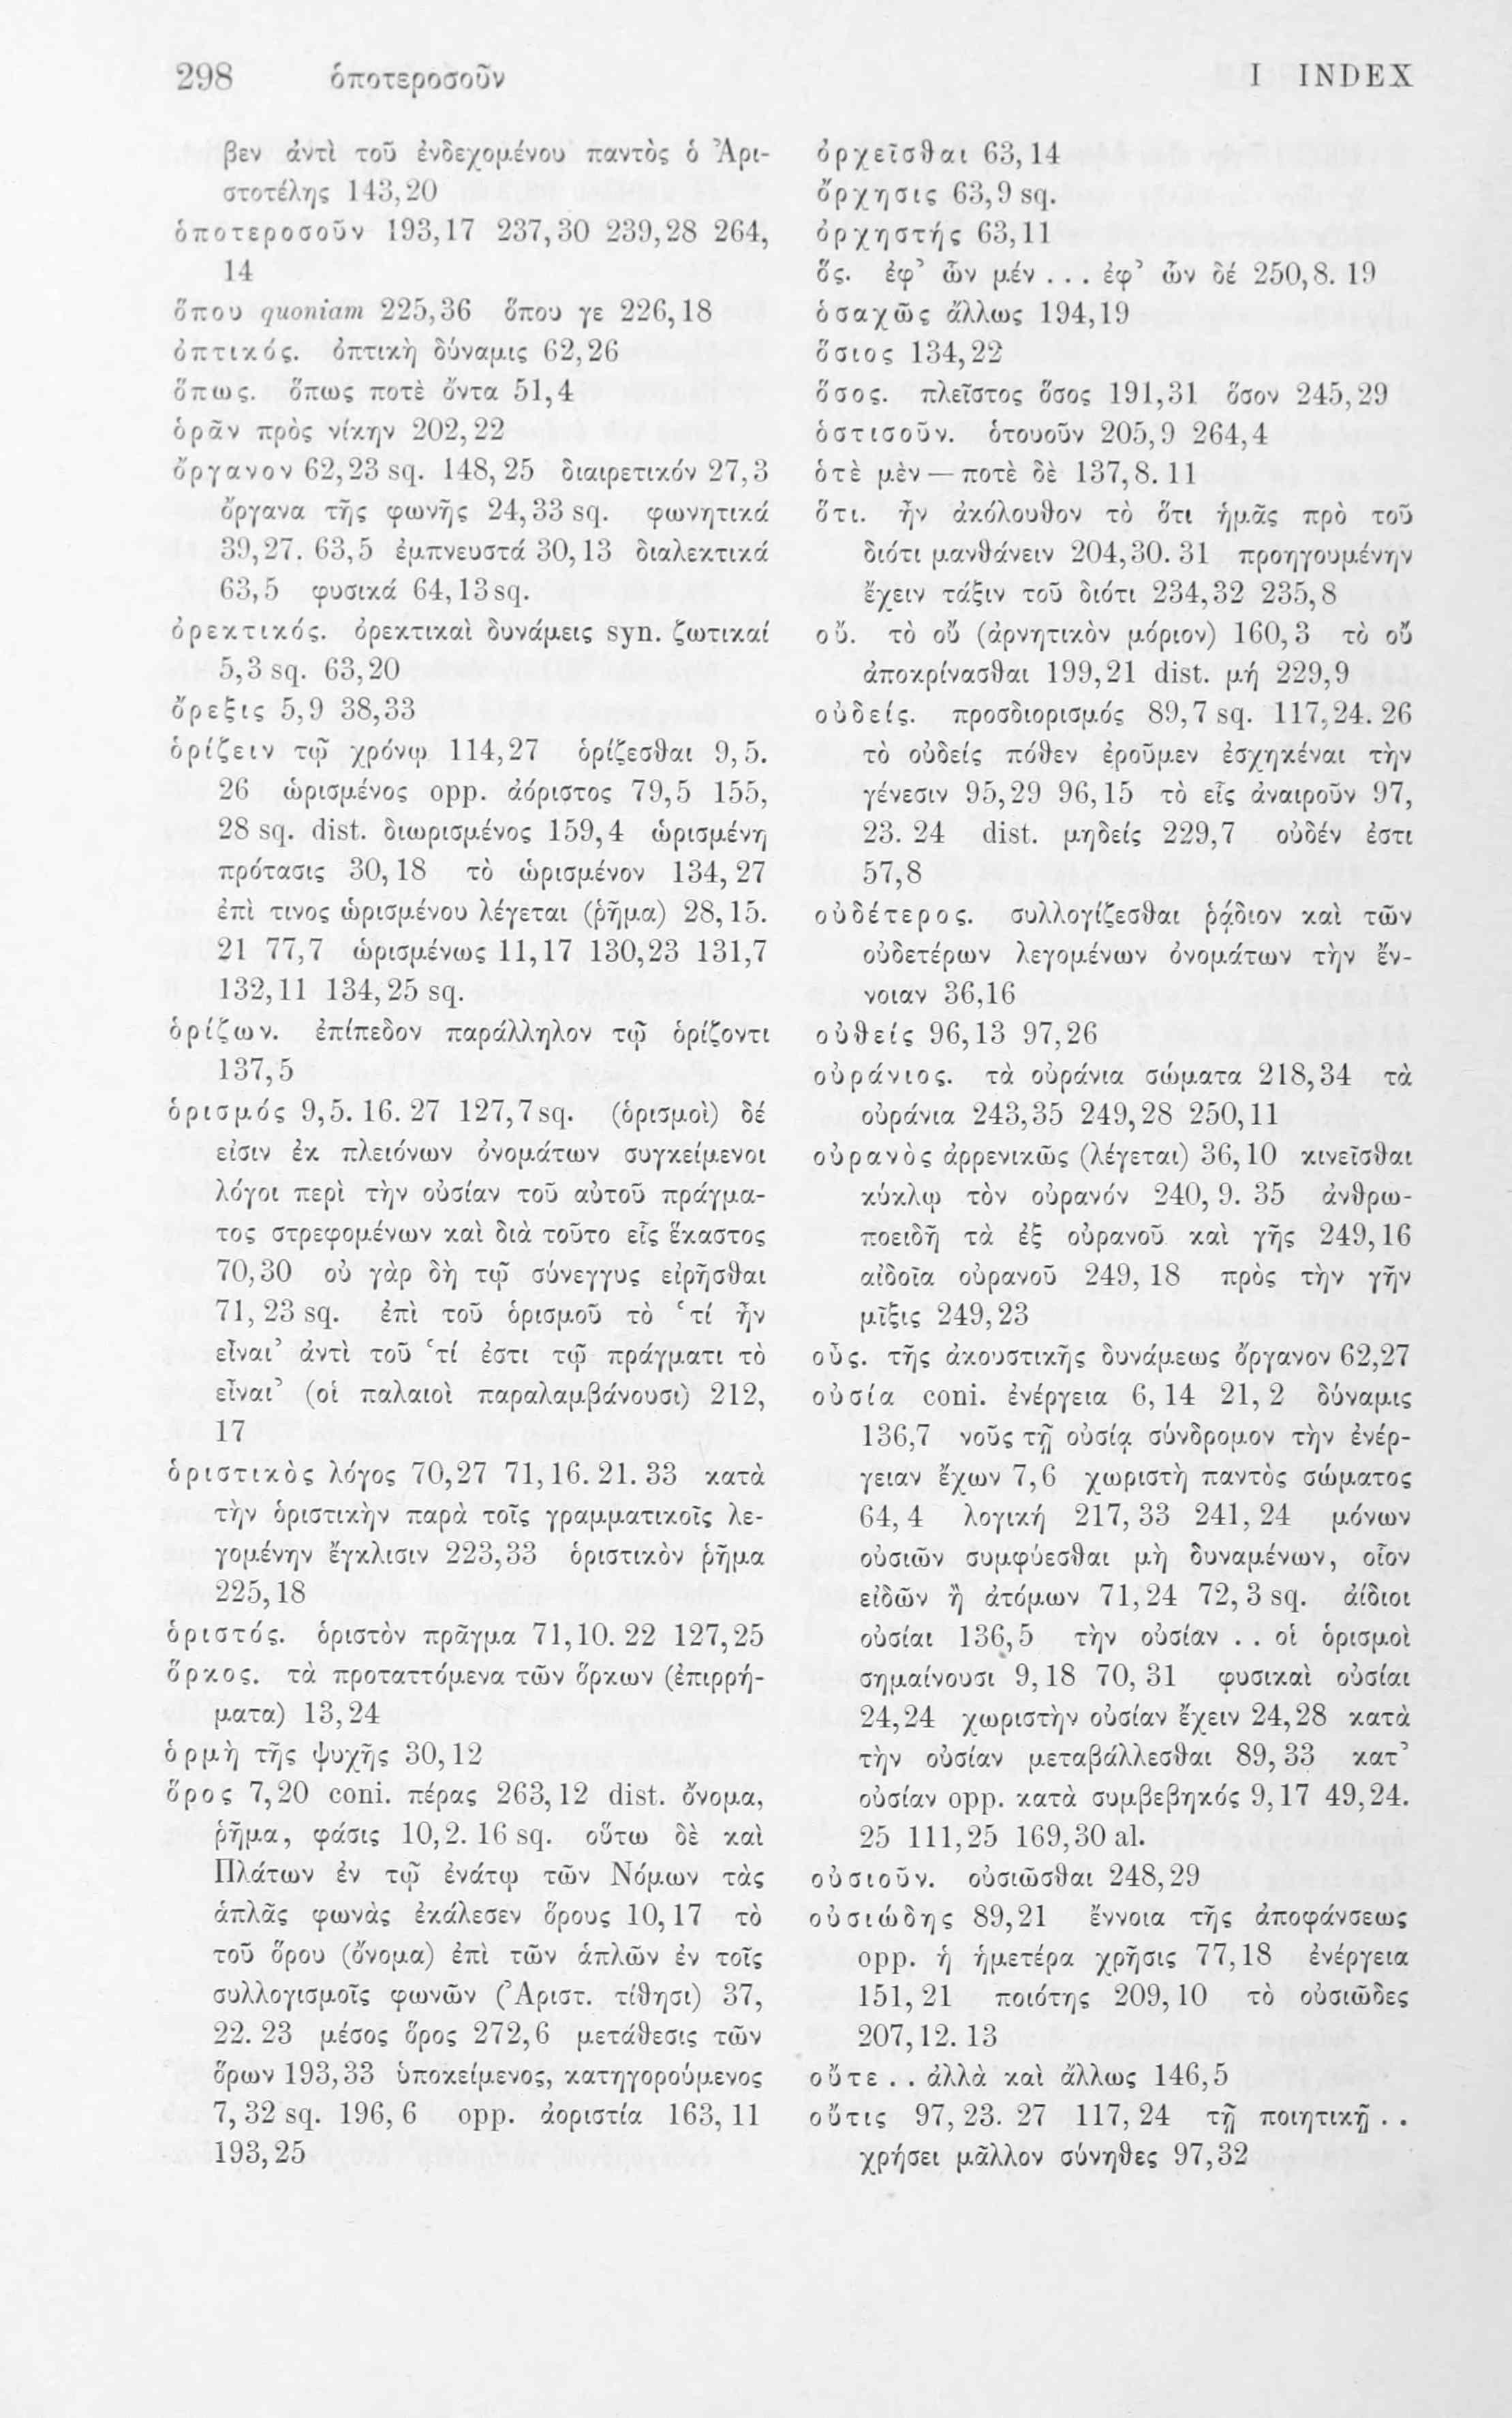 298 ὁποτεροσοῦν I INDEX
βεν ἀντὶ τοῦ ἐνδεχομένου παντὸς ὁ Ἀρι-
στοτέλης 143,20
ὁποτεροσοῦν 193,17 237,30 239,28 264,
14
ὅπου quoniam 225,36 ὅπου γε 226,18
ὀπτικός. ὀπτικὴ δύναμις 62,26
ὅπως. ὅπως ποτὲ ὄντα 51,4
ὁρᾶν πρὸς νίκην 202,22
ὄργανον 62,23 sq. 148,25 διαιρετικόν 27,3
ὄργανα τῆς φωνῆς 24,33 sq. φωνητικά
39,27. 63,5 ἐμπνευστά 30,13 διαλεκτικά
63,5 φυσικά 64,13 sq.
ὀρεκτικός. ὀρεκτικαὶ δυνάμεις syn. ζωτικαί
5,3 sq. 63,20
ὄρεξις 5,9 38,33
ὁρίζειν τῷ χρόνῳ 114,27 ὁρίζεσθαι 9,5.
26 ὡρισμένος opp. ἀόριστος 79,5 155,
28 sq. dist. διωρισμένος 159,4 ὡρισμένη
πρότασις 30,18 τὸ ὡρισμένον 134,27
ἐπὶ τινος ὡρισμένου λέγεται (ῥῆμα) 28,15.
21 77,7 ὡρισμένως 11,17 130,23 131,7
132,11 134,25 sq.
ὁρίζων. ἐπίπεδον παράλληλον τῷ ὁρίζοντι
137,5
ὁρισμός 9,5. 16. 27 127,7 sq. (ὁρισμοὶ) δέ
εἰσιν ἐκ πλειόνων ὀνομάτων συγκείμενοι
λόγοι περὶ τὴν οὐσίαν τοῦ αὐτοῦ πράγμα-
τος στρεφομένων καὶ διὰ τοῦτο εἷς ἕκαστος
70,30 οὐ γὰρ δὴ τῷ σύνεγγυς εἰρῆσθαι
71,23 sq. ἐπὶ τοῦ ὁρισμοῦ τὸ ‘τί ἦν
εἶναι’ ἀντὶ τοῦ ‘τί ἐστι τῷ πράγματι τὸ
εἶναι’ (οἱ παλαιοὶ παραλαμβάνουσι) 212,
17
ὁριστικὸς λόγος 70,27 71,16. 21. 33 κατὰ
τὴν ὁριστικὴν παρὰ τοῖς γραμματικοῖς λε-
γομένην ἔγκλισιν 223,33 ὁριστικὸν ῥῆμα
225,18
ὁριστός. ὁριστὸν πρᾶγμα 71,10. 22 127,25
ὅρκος. τὰ προταττόμενα τῶν ὅρκων (ἐπιρρή-
ματα) 13,24
ὁρμὴ τῆς ψυχῆς 30,12
ὅρος 7,20 coni. πέρας 263,12 dist. ὄνομα,
ῥῆμα, φάσις 10,2. 16 sq. οὕτω δὲ καὶ
Πλάτων ἐν τῷ ἐνάτῳ τῶν Νόμων τὰς
ἁπλᾶς φωνὰς ἐκάλεσεν ὅρους 10,17 τὸ
τοῦ ὅρου (ὄνομα) ἐπὶ τῶν ἁπλῶν ἐν τοῖς
συλλογισμοῖς φωνῶν (Ἀριστ. τίθησι) 37,
22. 23 μέσος ὅρος 272,6 μετάθεσις τῶν
ὅρων 193,33 ὑποκείμενος, κατηγορούμενος
7,32 sq. 196,6 opp. ἀοριστία 163,11
193,25
ὀρχεῖσθαι 63,14
ὄρχησις 63,9 sq.
ὀρχηστής 63,11
ὅς. ἐφ’ ὧν μέν . . . ἐφ’ ὧν δέ 250,8. 19
ὁσαχῶς ἄλλως 194,19
ὅσιος 134,22
ὅσος. πλεῖστος ὅσος 191,31 ὅσον 245,29
ὁστισοῦν. ὁτουοῦν 205,9 264,4
ὁτὲ μὲν — ποτὲ δὲ 137,8. 11
ὅτι. ἦν ἀκόλουθον τὸ ὅτι ἡμᾶς πρὸ τοῦ
διότι μανθάνειν 204,30. 31 προηγουμένην
ἔχειν τάξιν τοῦ διότι 234,32 235,8
οὔ. τὸ οὔ (ἀρνητικὸν μόριον) 160,3 τὸ οὔ
ἀποκρίνασθαι 199,21 dist. μή 229,9
οὐδείς. προσδιορισμός 89,7 sq. 117,24. 26
τὸ οὐδείς πόθεν ἐροῦμεν ἐσχηκέναι τὴν
γένεσιν 95,29 96,15 τὸ εἷς ἀναιροῦν 97,
23. 24 dist. μηδείς 229,7 οὐδέν ἐστι
57,8
οὐδέτερος. συλλογίζεσθαι ῥᾴδιον καὶ τῶν
οὐδετέρων λεγομένων ὀνομάτων τὴν ἔν-
νοιαν 36,16
οὐθείς 96,13 97,26
οὐράνιος. τὰ οὐράνια σώματα 218,34 τὰ
οὐράνια 243,35 249,28 250,11
οὐρανὸς ἀρρενικῶς (λέγεται) 36,10 κινεῖσθαι
κύκλῳ τὸν οὐρανόν 240,9. 35 ἀνθρω-
ποειδῆ τὰ ἐξ οὐρανοῦ καὶ γῆς 249,16
αἰδοῖα οὐρανοῦ 249,18 πρὸς τὴν γῆν
μῖξις 249,23
οὖς. τῆς ἀκουστικῆς δυνάμεως ὄργανον 62,27
οὐσία coni. ἐνέργεια 6,14 21,2 δύναμις
136,7 νοῦς τῇ οὐσίᾳ σύνδρομον τὴν ἐνέρ-
γειαν ἔχων 7,6 χωριστὴ παντὸς σώματος
64,4 λογική 217,33 241,24 μόνων
οὐσιῶν συμφύεσθαι μὴ δυναμένων, οἷον
εἰδῶν ἢ ἀτόμων 71,24 72,3 sq. ἀίδιοι
οὐσίαι 136,5 τὴν οὐσίαν . . οἱ ὁρισμοὶ
σημαίνουσι 9,18 70,31 φυσικαὶ οὐσίαι
24,24 χωριστὴν οὐσίαν ἔχειν 24,28 κατὰ
τὴν οὐσίαν μεταβάλλεσθαι 89,33 κατ’
οὐσίαν opp. κατὰ συμβεβηκός 9,17 49,24.
25 111,25 169,30 al.
οὐσιοῦν. οὐσιῶσθαι 248,29
οὐσιώδης 89,21 ἔννοια τῆς ἀποφάνσεως
opp. ἡ ἡμετέρα χρῆσις 77,18 ἐνέργεια
151,21 ποιότης 209,10 τὸ οὐσιῶδες
207,12. 13
οὔτε . . ἀλλὰ καὶ ἄλλως 146,5
οὔτις 97,23. 27 117,24 τῇ ποιητικῇ . .
χρήσει μᾶλλον σύνηθες 97,32